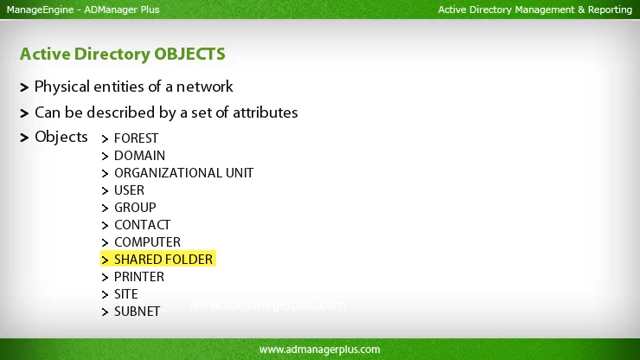 ManageEngine - ADManager Plus
Active Directory Management & Reporting
Active Directory OBJECTS
> Physical entities of a network
> Can be described by a set of attributes
> Objects
> FOREST
> DOMAIN
> ORGANIZATIONAL UNIT
> USER
> GROUP
> CONTACT
> COMPUTER
> SHARED FOLDER
> PRINTER
> SITE
www.admanagerplus.com
> SUBNET
www.admanagerplus.com